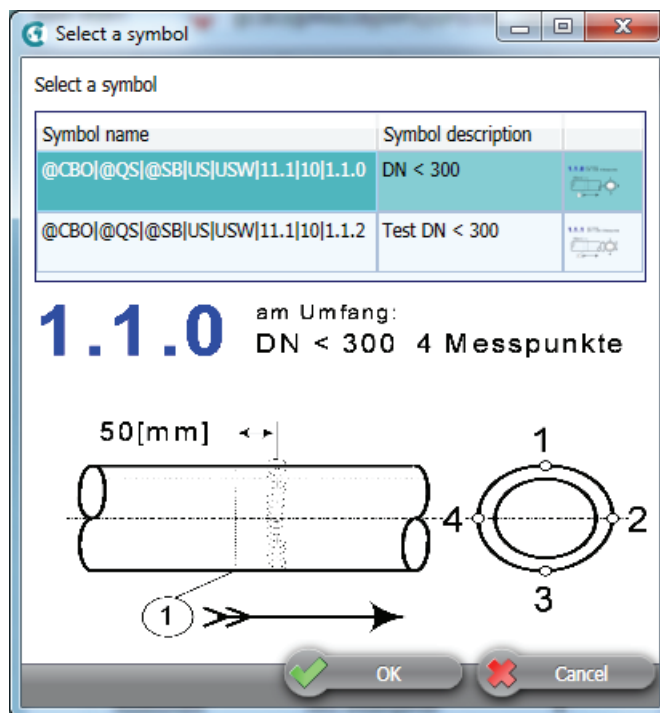 Select a symbol
Select a symbol
Symbol name Symbol description
@CBO|@QS|@SB|US|USW|11.1|10|1.1.0 DN < 300
@CBO|@QS|@SB|US|USW|11.1|10|1.1.2 Test DN < 300
1.1.0 am Umfang:
DN < 300 4 Messpunkte
50[mm]
1
4 2
3
1
OK Cancel